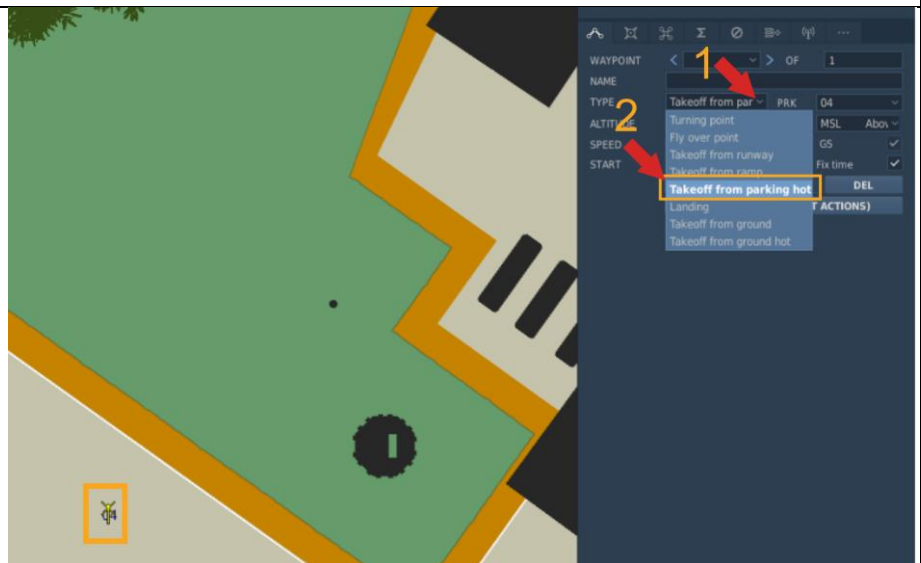 WAYPOINT < > OF 1
1
NAME
TYPE Takeoff from par PRK 04
2
ALTITUDE MSL Abov
SPEED GS
START Fix time
Turning point
Fly over point
Takeoff from runway
Takeoff from ramp
Takeoff from parking hot
Landing
Takeoff from ground
Takeoff from ground hot
DEL
T ACTIONS)
04